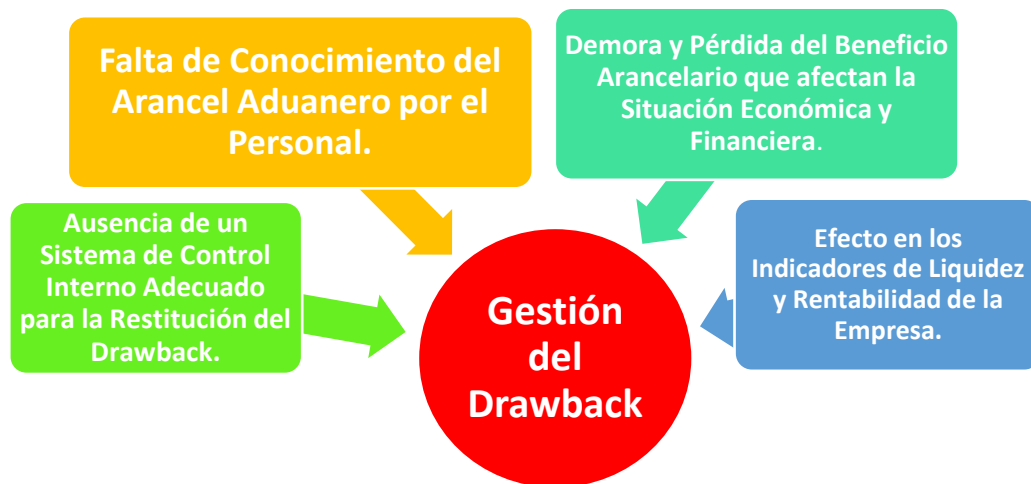 Falta de Conocimiento del
Arancel Aduanero por el
Personal.
Demora y Pérdida del Beneficio
Arancelario que afectan la
Situación Económica y
Financiera.
Ausencia de un
Sistema de Control
Interno Adecuado
para la Restitución del
Drawback.
Efecto en los
Indicadores de Liquidez
y Rentabilidad de la
Empresa.
Gestión
del
Drawback